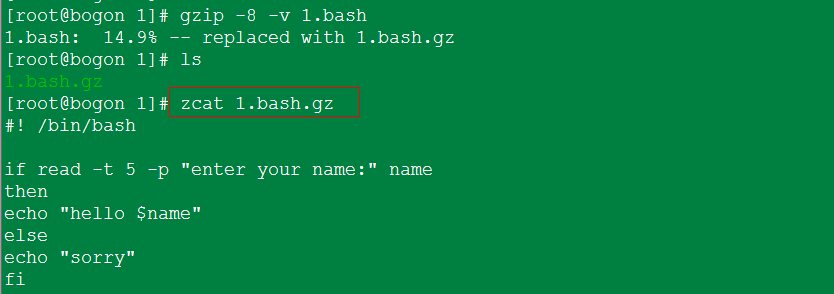 [root@bogon 1]# gzip -8 -v 1.bash
1.bash:  14.9% -- replaced with 1.bash.gz
[root@bogon 1]# ls
1.bash.gz
[root@bogon 1]# zcat 1.bash.gz
#! /bin/bash

if read -t 5 -p "enter your name:" name
then
echo "hello $name"
else
echo "sorry"
fi